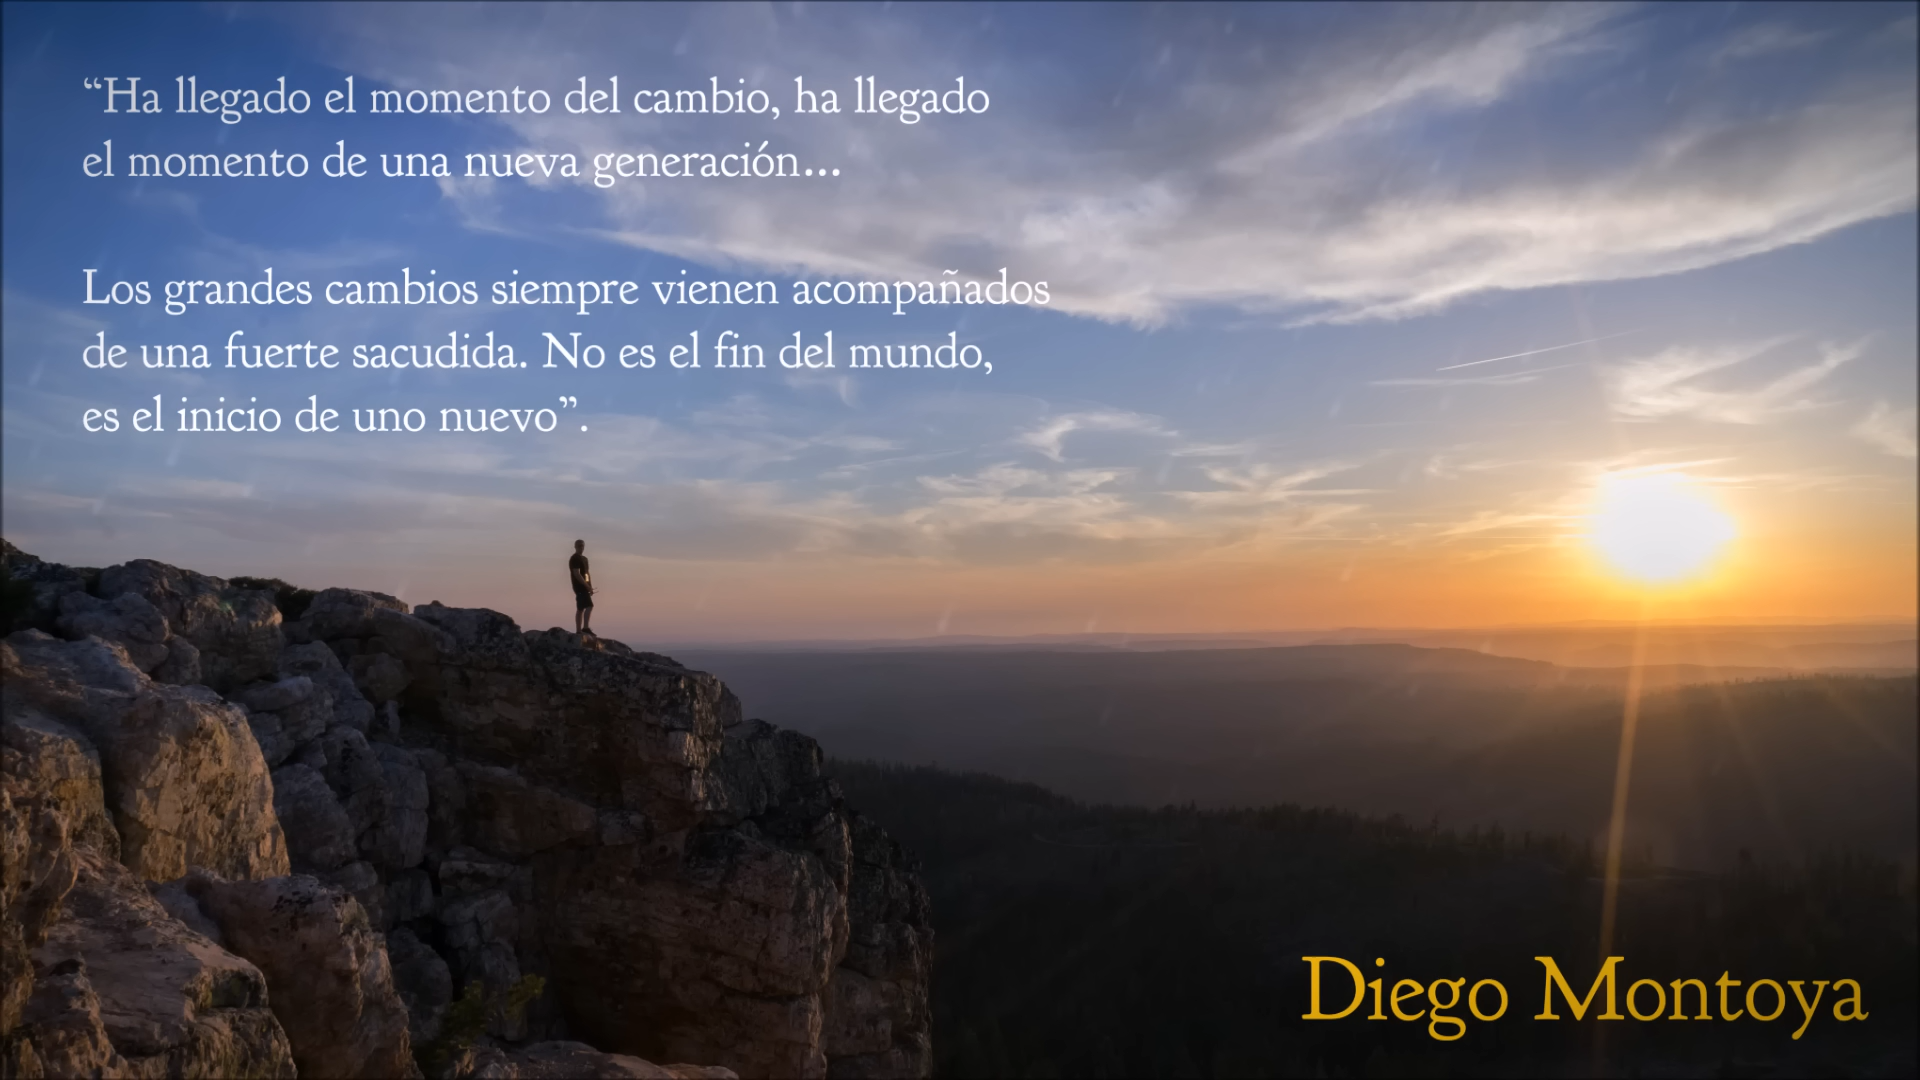 “Ha llegado el momento del cambio, ha llegado
el momento de una nueva generación...
Los grandes cambios siempre vienen acompañados
de una fuerte sacudida. No es el fin del mundo,
es el inicio de uno nuevo”.
Diego Montoya